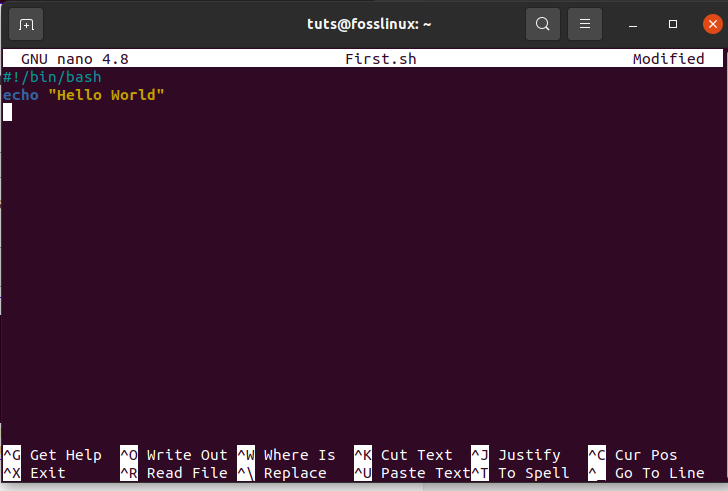 tuts@fosslinux: ~
GNU nano 4.8 First.sh Modified
#!/bin/bash
echo "Hello World"
^G Get Help ^O Write Out ^W Where Is ^K Cut Text ^J Justify ^C Cur Pos
^X Exit ^R Read File ^\ Replace ^U Paste Text ^T To Spell ^_ Go To Line